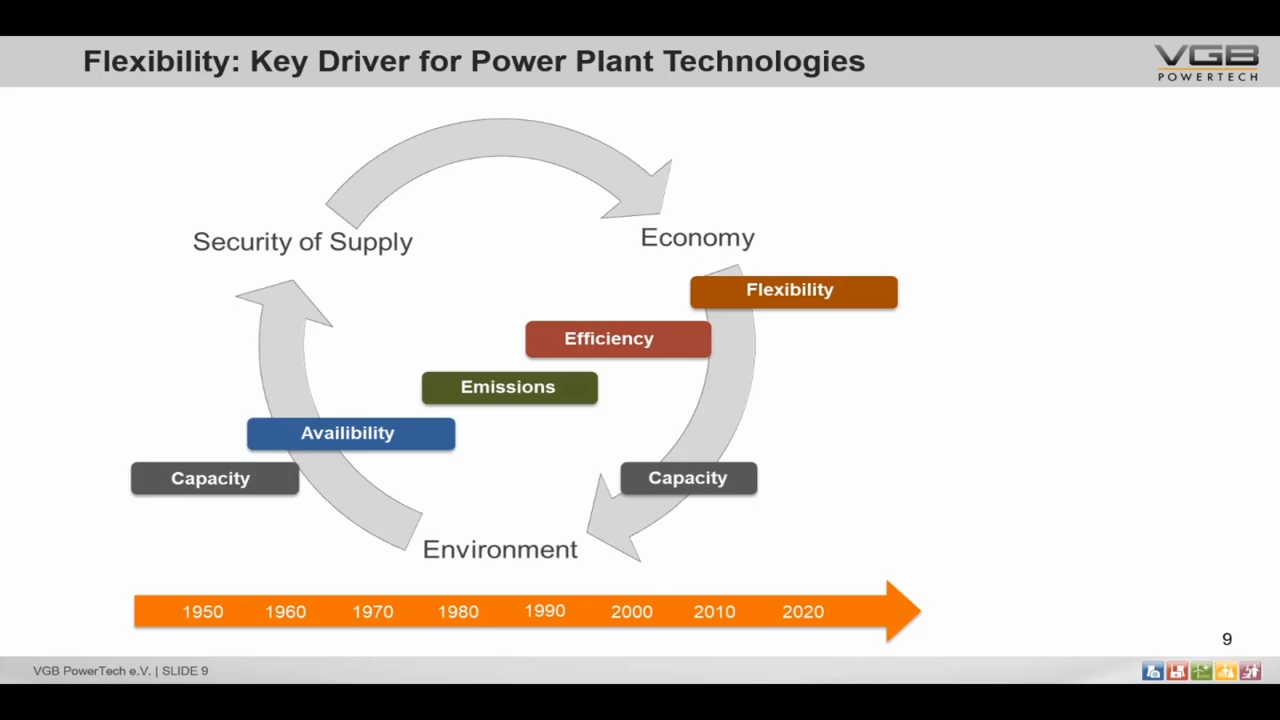 Flexibility: Key Driver for Power Plant Technologies
VGB
POWERTECH
Security of Supply
Economy
Flexibility
Efficiency
Emissions
Availibility
Capacity
Capacity
Environment
1950 1960 1970 1980 1990 2000 2010 2020
9
VGB PowerTech e.V. | SLIDE 9